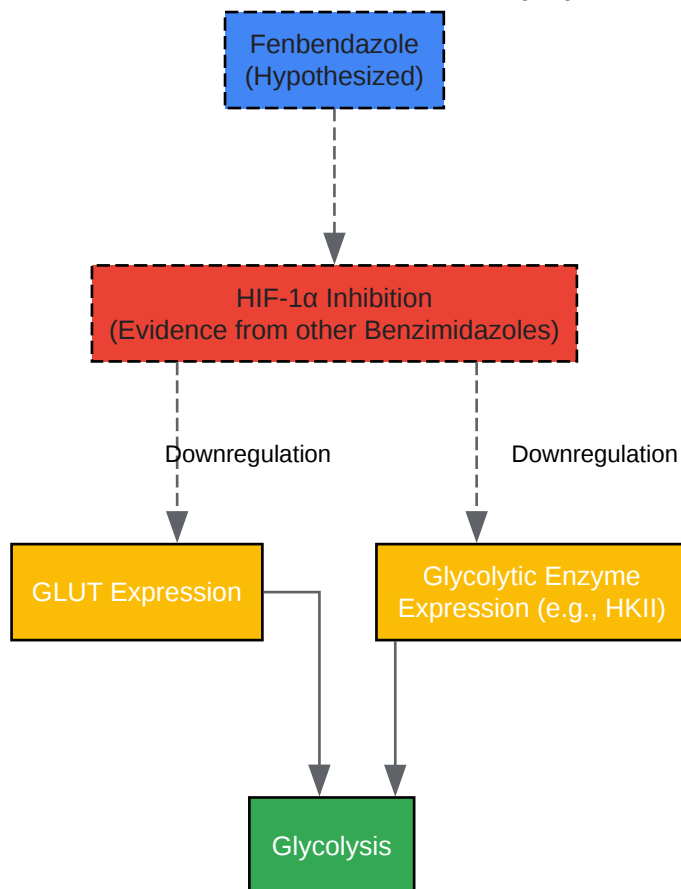 Fenbendazole
(Hypothesized)
HIF-1α Inhibition
(Evidence from other Benzimidazoles)
Downregulation
Downregulation
GLUT Expression
Glycolytic Enzyme
Expression (e.g., HKII)
Glycolysis